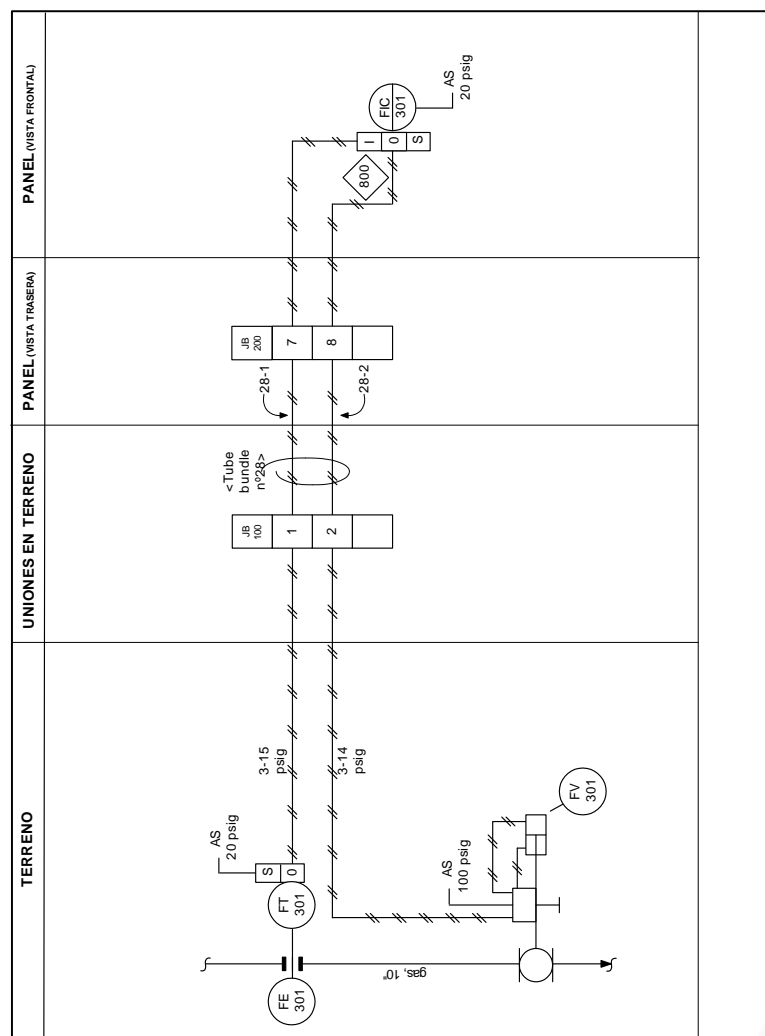 TERRENO
UNIONES EN TERRENO
PANEL (VISTA TRASERA)
PANEL (VISTA FRONTAL)
FE
301
FT
301
S
0
AS
20 psig
3-15
psig
3-14
psig
gas, 10"
AS
100 psig
FV
301
JB
100
1
2
<Tube
bundle
nº28>
28-1
28-2
JB
200
7
8
800
I
0
S
FIC
301
AS
20 psig